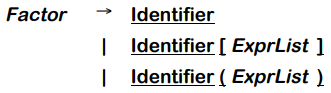 Factor → Identifier
| Identifier [ ExprList ]
| Identifier ( ExprList )